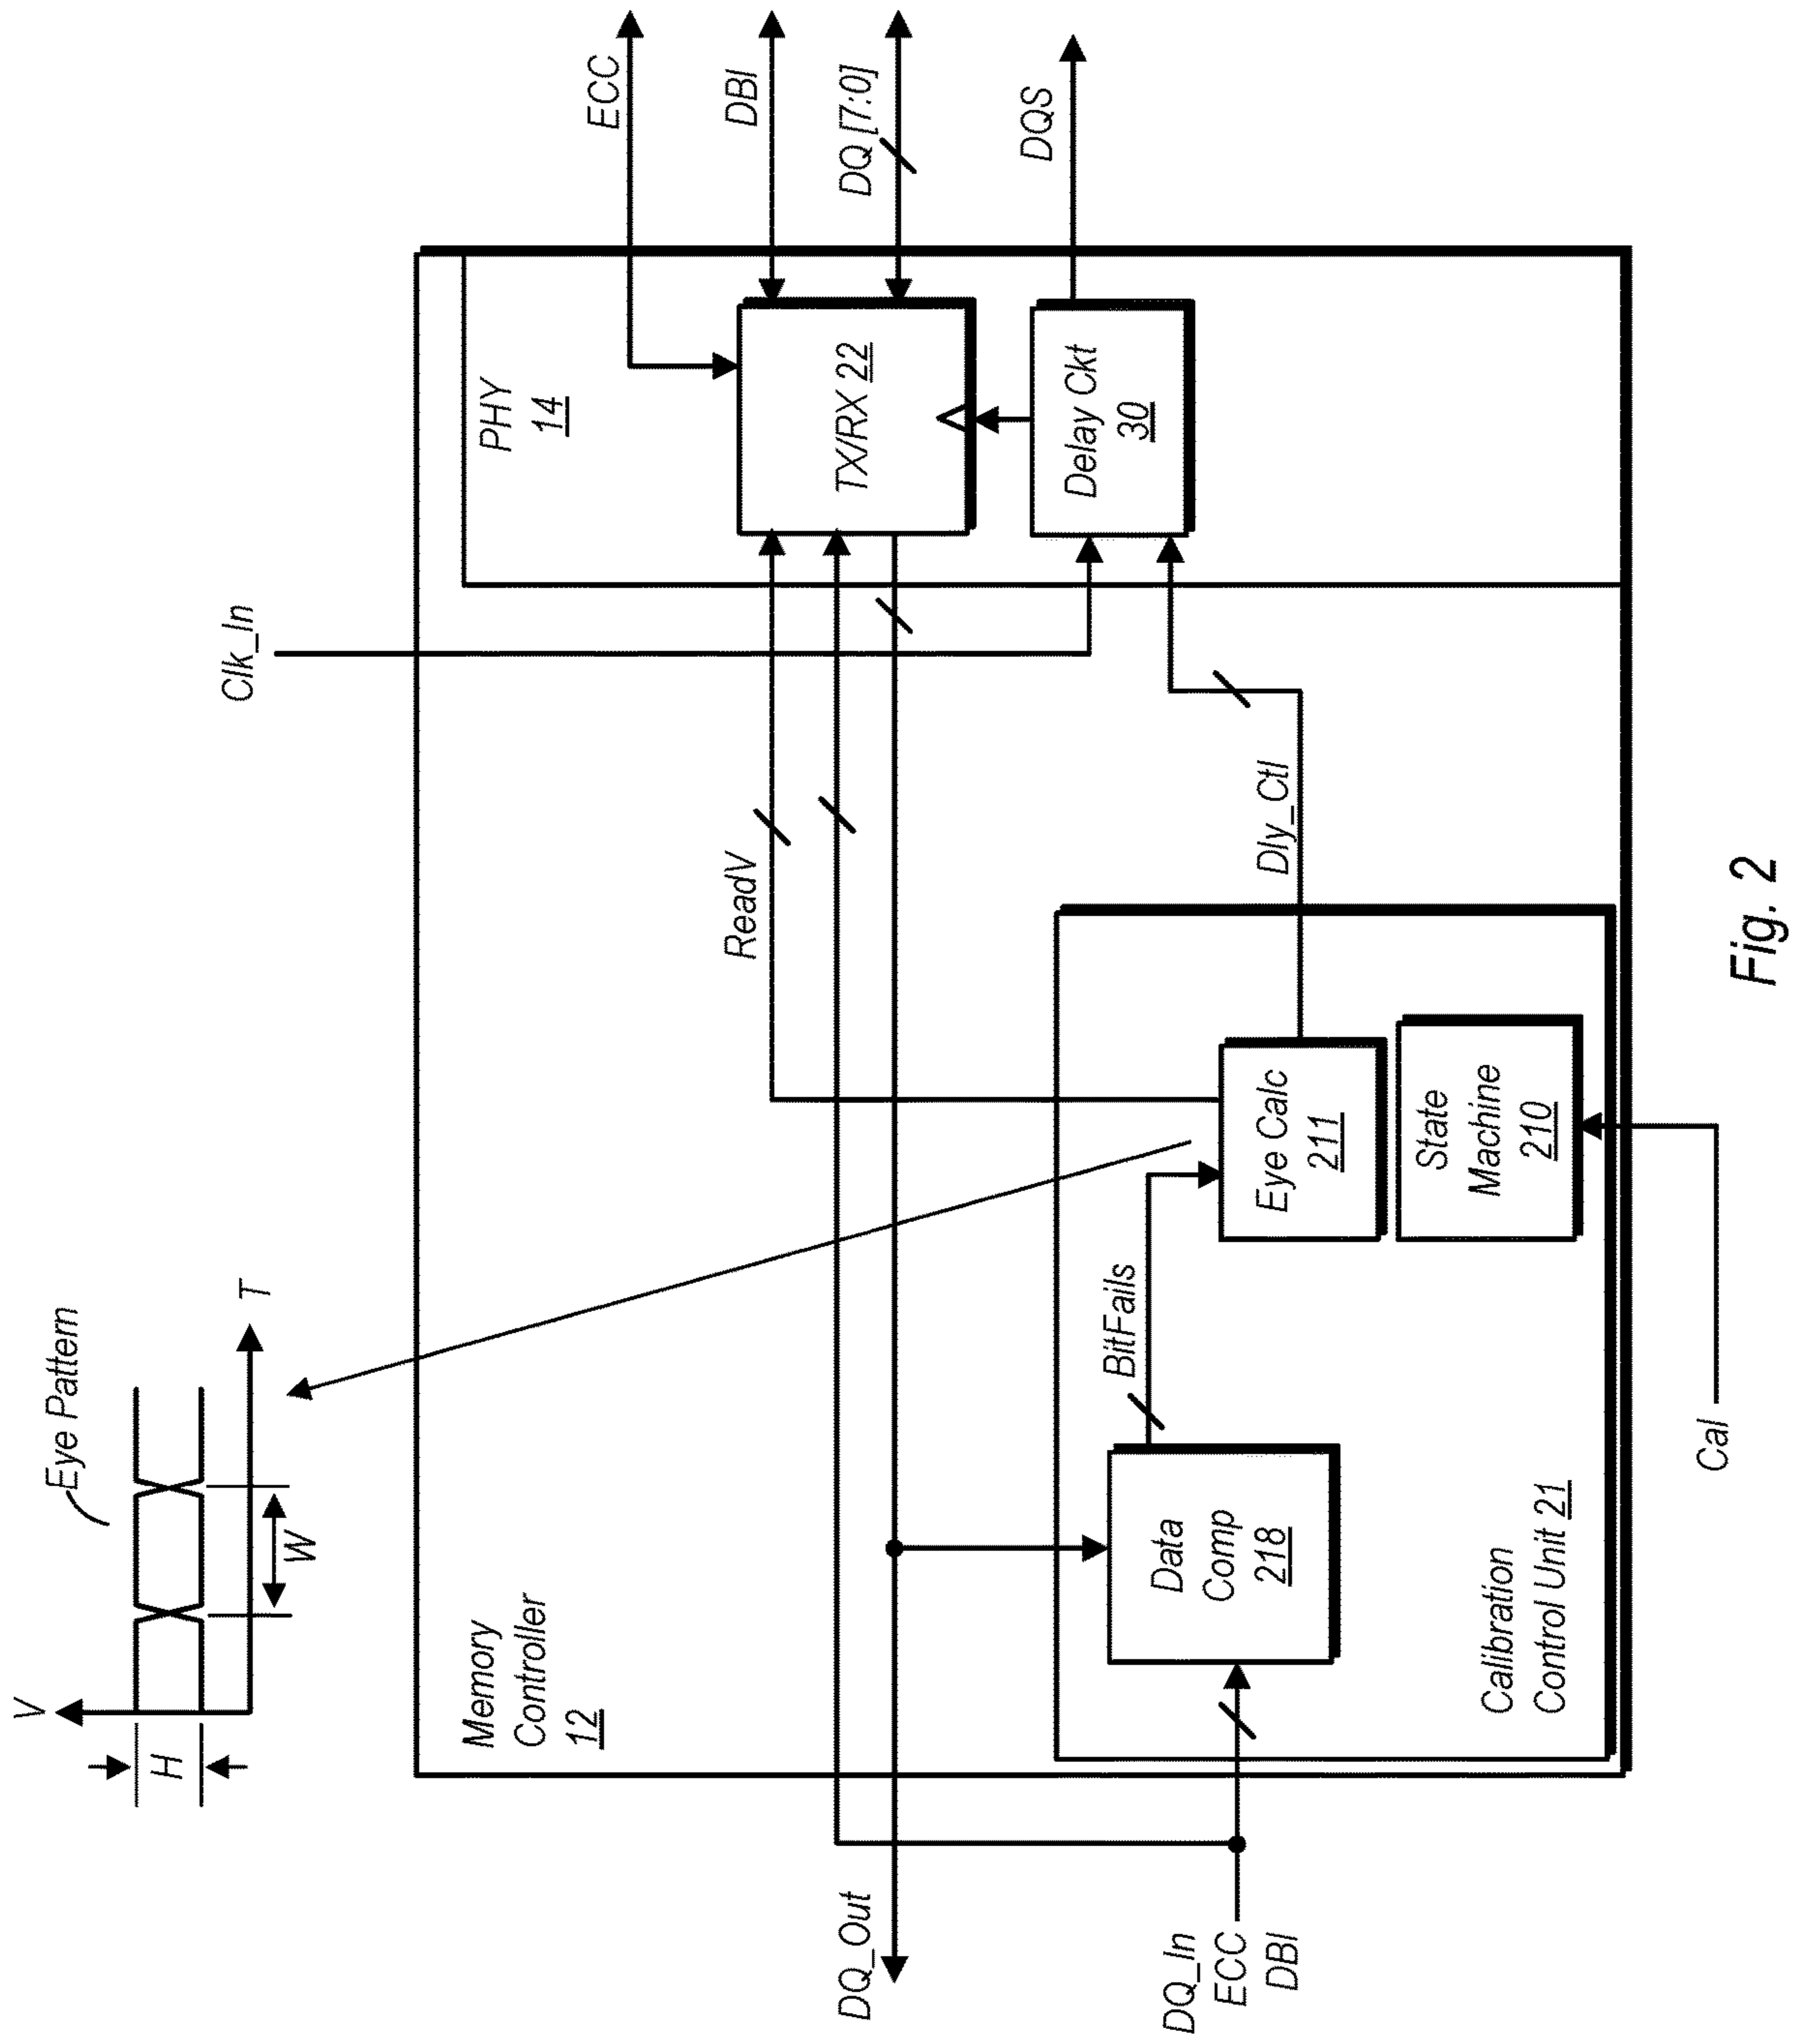 V
H
Eye Pattern
W
T
Clk_In
Memory
Controller
12
PHY
14
ECC
DBI
DQ [7:0]
DQS
ReadV
TX/RX 22
Delay Ckt
30
DQ_Out
Dly_Ctl
BitFails
Data
Comp
218
Eye Calc
211
State
Machine
210
DQ_In
ECC
DBI
Calibration
Control Unit 21
Cal
Fig. 2